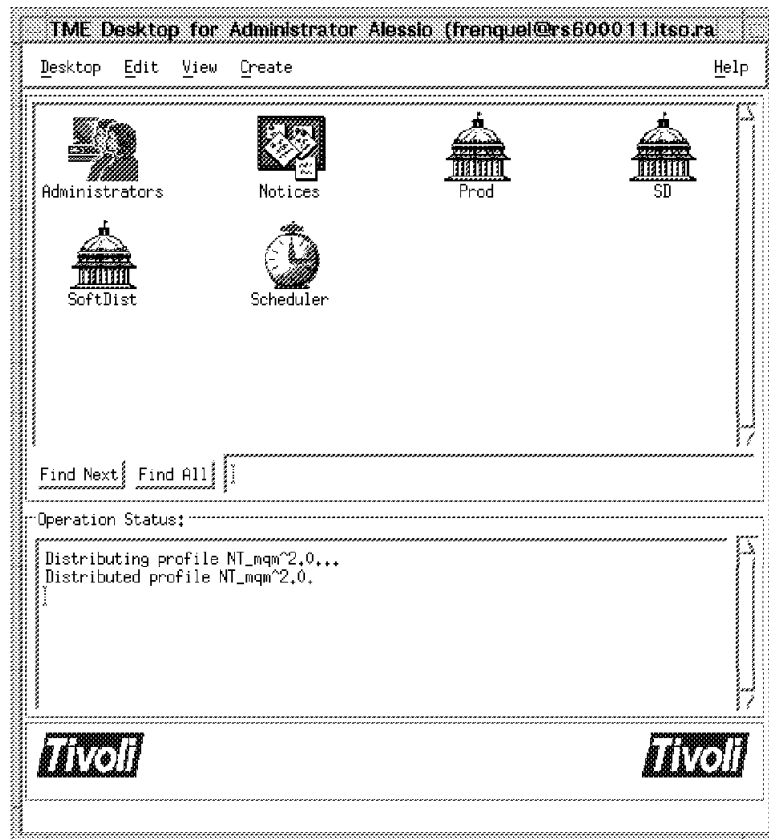 TME Desktop for Administrator Alessio (frenquel@rs600011.itso.ra
Desktop Edit View Create Help
Administrators Notices Prod SD
SoftDist Scheduler
Find Next Find All
Operation Status:
Distributing profile NT_mqm^2.0...
Distributed profile NT_mqm^2.0.
Tivoli Tivoli